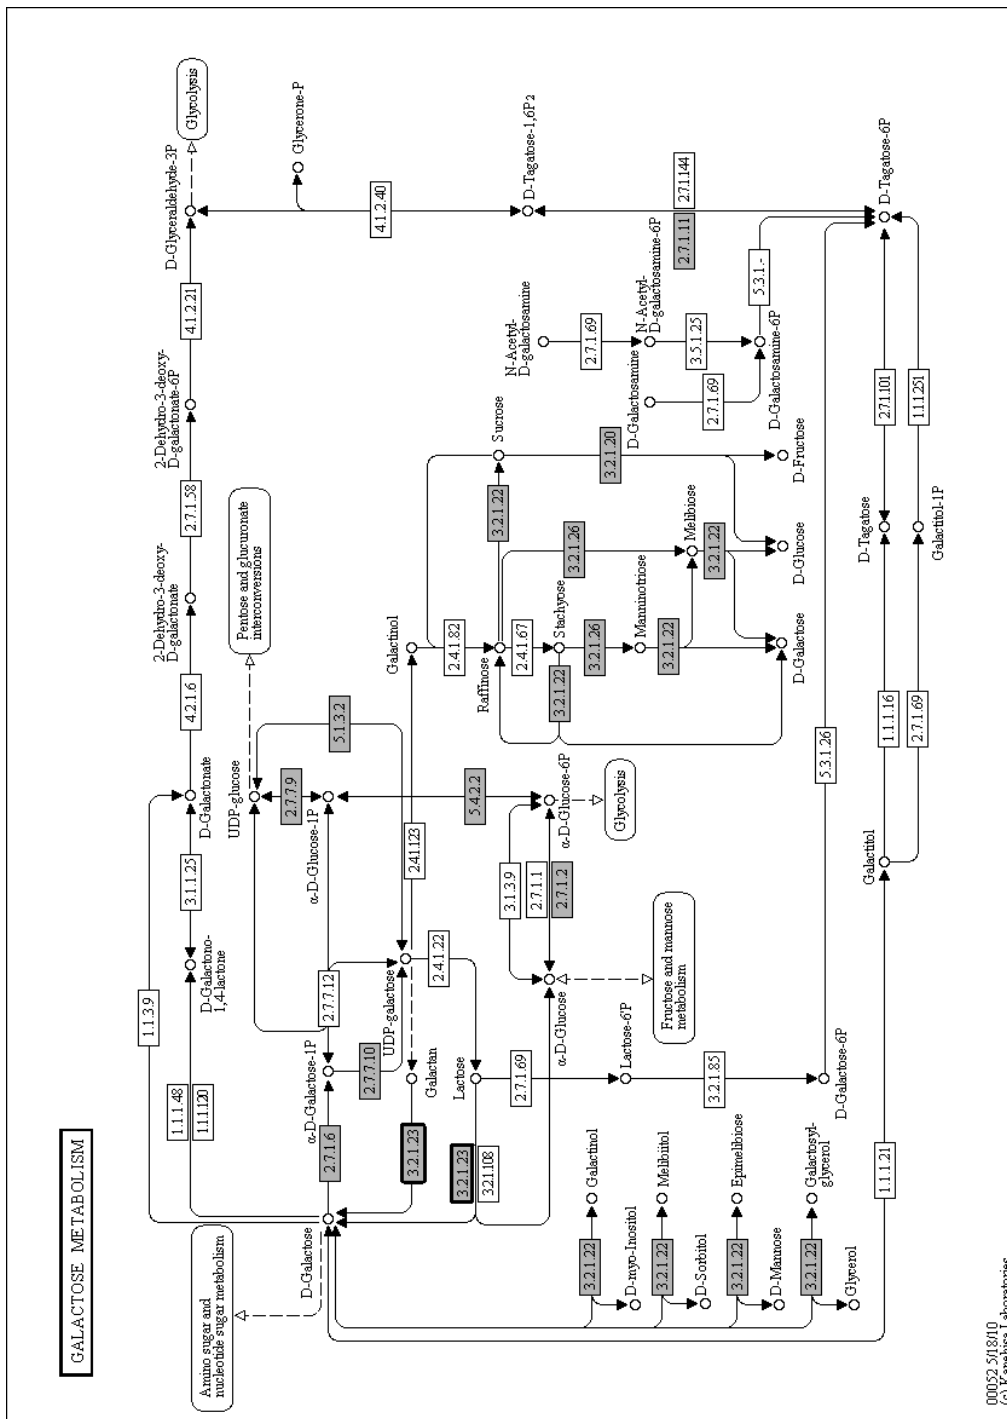 GALACTOSE METABOLISM
Amino sugar and
nucleotide sugar metabolism
D-Galactose
1.1.3.9
1.1.1.48
1.1.1.120
D-Galactono-
1,4-lactone
3.1.1.25
D-Galactonate
4.2.1.6
2-Dehydro-3-deoxy-
D-galactonate
2.7.1.58
2-Dehydro-3-deoxy-
D-galactonate-6P
4.1.2.21
D-Glyceraldehyde-3P
Glycolysis
Glycerone-P
4.1.2.40
D-Tagatose-1,6P2
2.7.1.11
2.7.1.144
D-Tagatose-6P
2.7.1.6
α-D-Galactose-1P
2.7.7.12
2.7.7.10
α-D-Glucose-1P
2.7.7.9
UDP-glucose
Pentose and glucuronate
interconversions
5.1.3.2
UDP-galactose
3.2.1.23
Galactan
2.4.1.22
2.4.1.123
Galactinol
2.4.1.82
3.2.1.23
3.2.1.108
Lactose
5.4.2.2
α-D-Glucose-6P
Glycolysis
3.1.3.9
2.7.1.1
2.7.1.2
α-D-Glucose
Fructose and mannose
metabolism
2.7.1.69
Lactose-6'P
3.2.1.85
D-Galactose-6P
5.3.1.26
Raffinose
3.2.1.22
Sucrose
3.2.1.20
D-Fructose
2.4.1.67
Stachyose
3.2.1.22
3.2.1.26
3.2.1.26
Manninotriose
3.2.1.22
Melibiose
3.2.1.22
D-Glucose
D-Galactose
N-Acetyl-
D-galactosamine
2.7.1.69
N-Acetyl-
D-galactosamine-6P
3.5.1.25
D-Galactosamine
2.7.1.69
D-Galactosamine-6P
5.3.1.-
3.2.1.22
Galactinol
D-myo-Inositol
3.2.1.22
Melibiitol
D-Sorbitol
3.2.1.22
Epimelibiose
D-Mannose
3.2.1.22
Galactosyl-
glycerol
Glycerol
1.1.1.21
Galactitol
1.1.1.16
D-Tagatose
2.7.1.101
2.7.1.69
Galactitol-1P
1.1.1.251
00052 5/18/10
(c) Kanehisa Laboratories